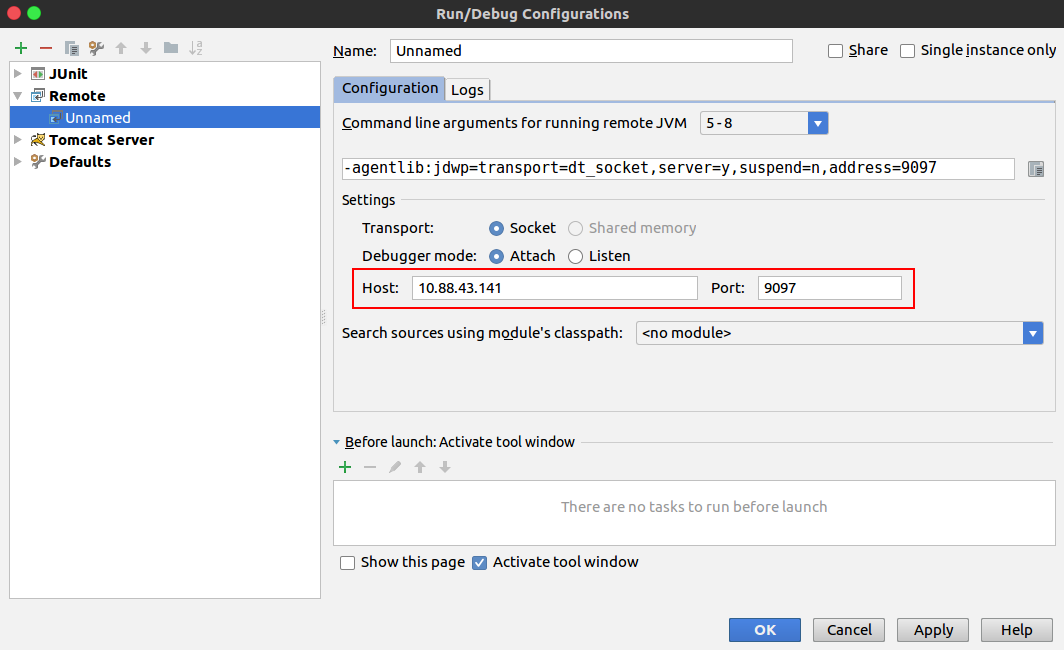 Run/Debug Configurations
JUnit
Remote
Unnamed
Tomcat Server
Defaults
Name: Unnamed Share Single instance only
Configuration Logs
Command line arguments for running remote JVM 5 - 8
-agentlib:jdwp=transport=dt_socket,server=y,suspend=n,address=9097
Settings
Transport: Socket Shared memory
Debugger mode: Attach Listen
Host: 10.88.43.141 Port: 9097
Search sources using module's classpath: <no module>
Before launch: Activate tool window
There are no tasks to run before launch
Show this page Activate tool window
OK Cancel Apply Help